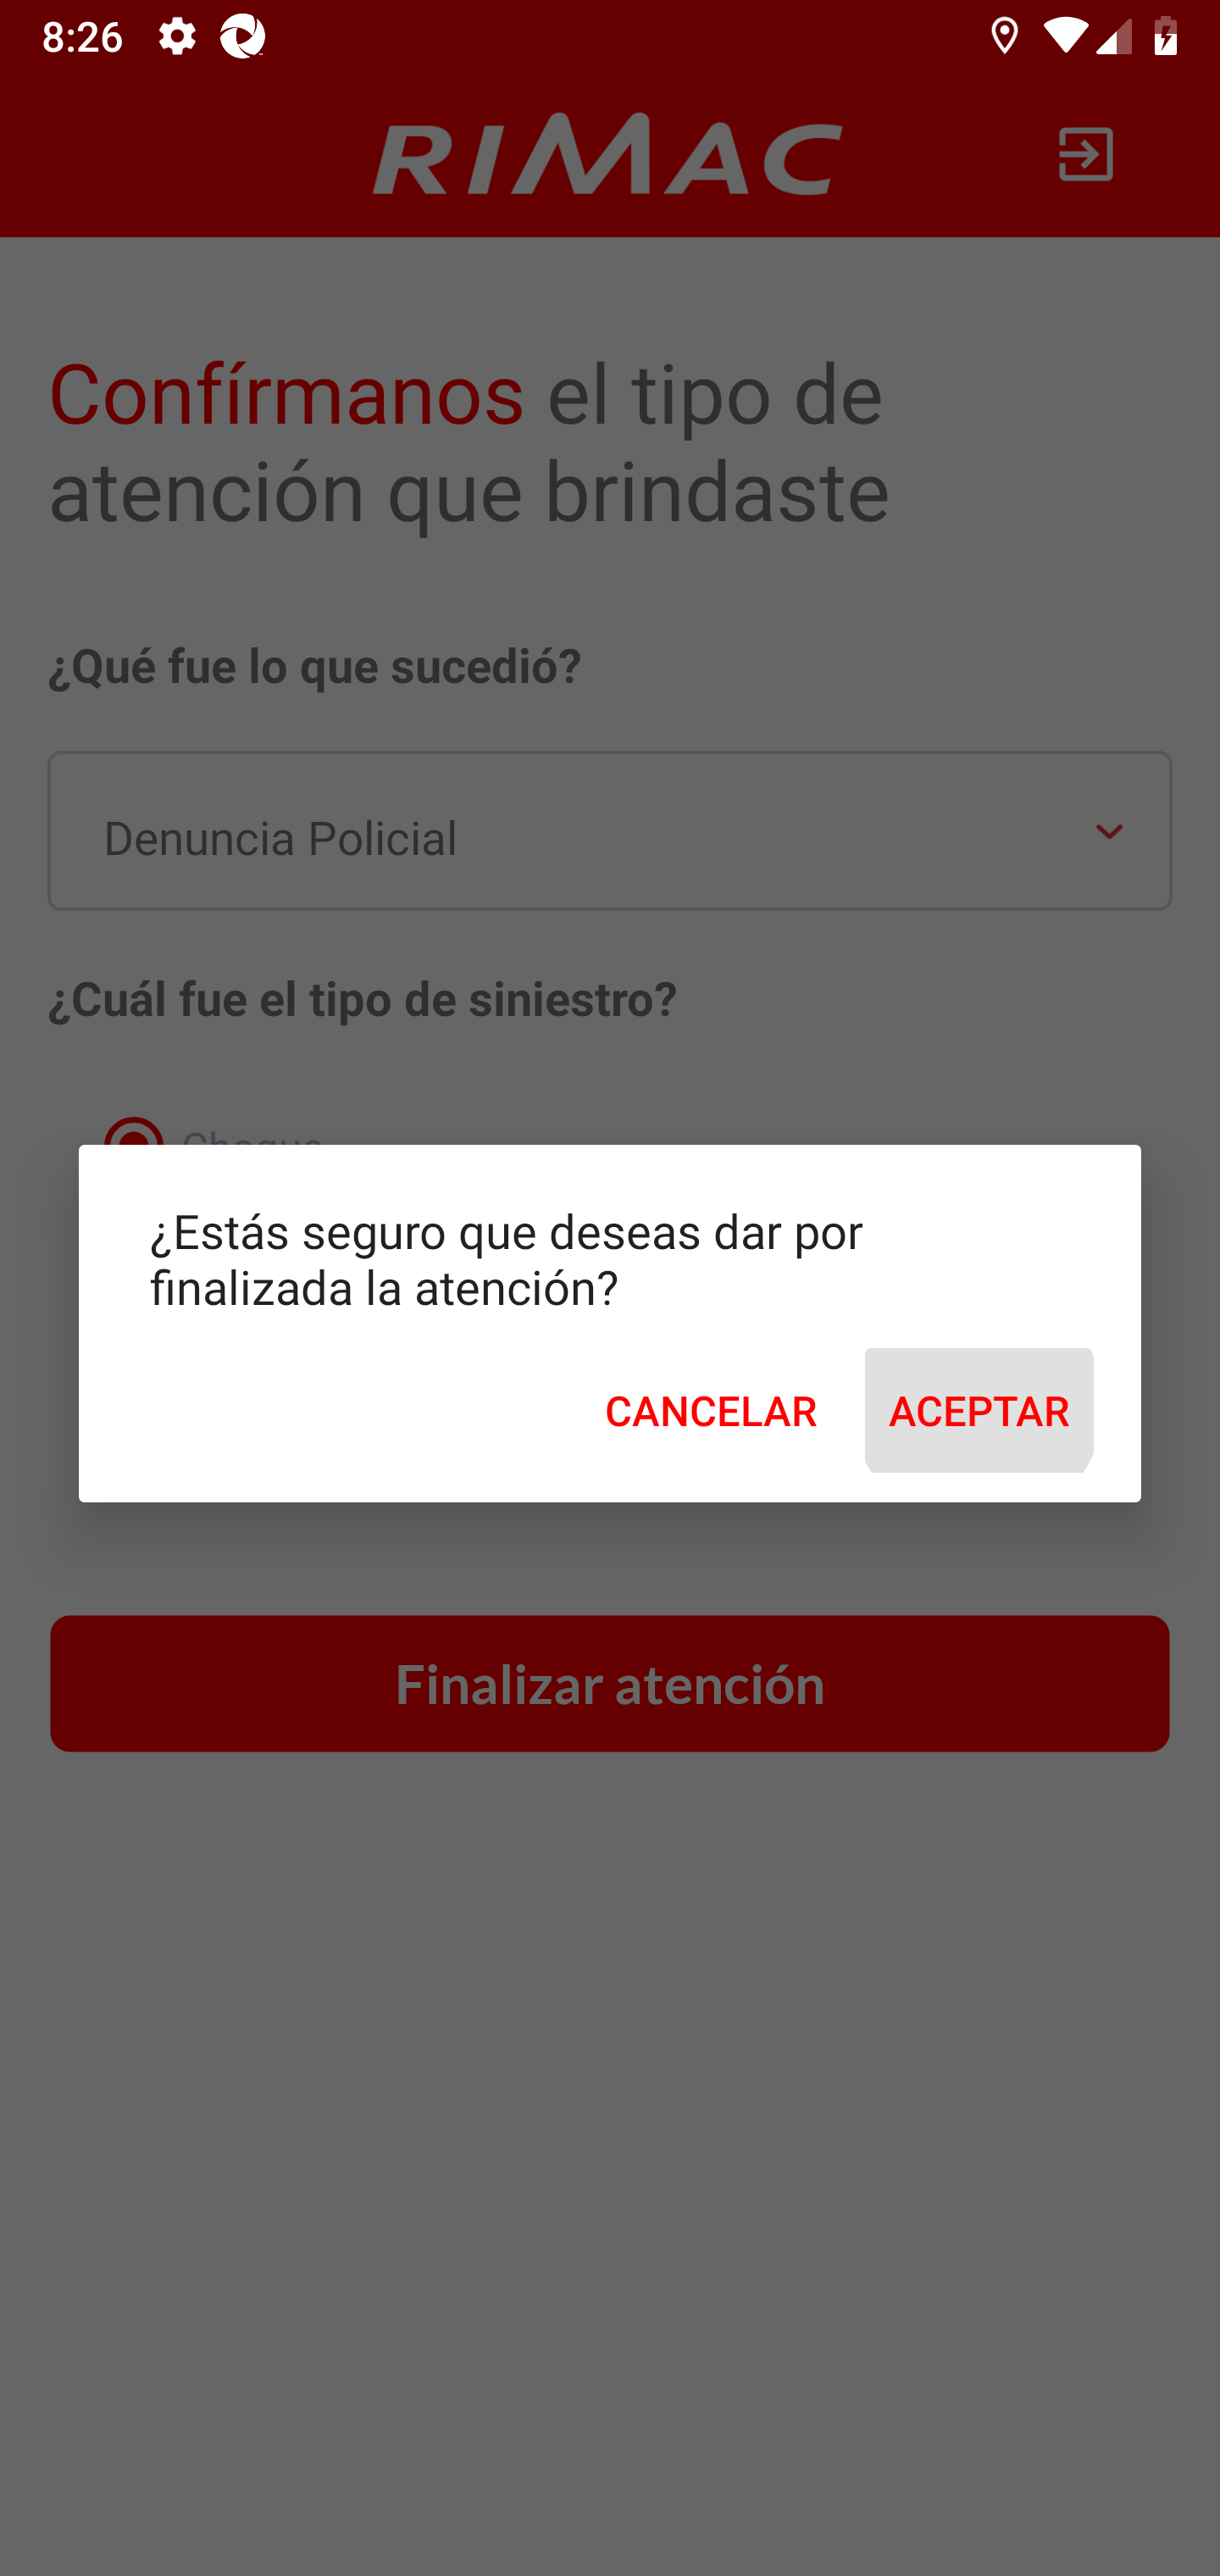 8:26
RIMAC
Confírmanos el tipo de
atención que brindaste
¿Qué fue lo que sucedió?
Denuncia Policial
¿Cuál fue el tipo de siniestro?
Choque
¿Estás seguro que deseas dar por
finalizada la atención?
CANCELAR ACEPTAR
Finalizar atención